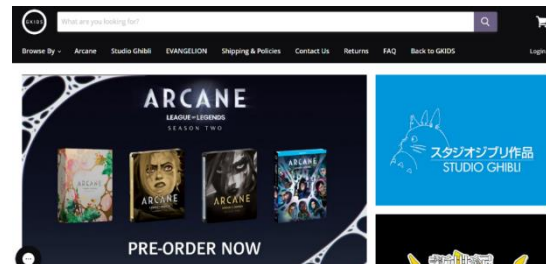 GKIDS
What are you looking for?
Browse By
Arcane
Studio Ghibli
EVANGELION
Shipping & Policies
Contact Us
Returns
FAQ
Back to GKIDS
Login
ARCANE
LEAGUE OF LEGENDS
SEASON TWO
ARCANE
ARCANE
ARCANE
ARCANE
PRE-ORDER NOW
スタジオジブリ作品
STUDIO GHIBLI